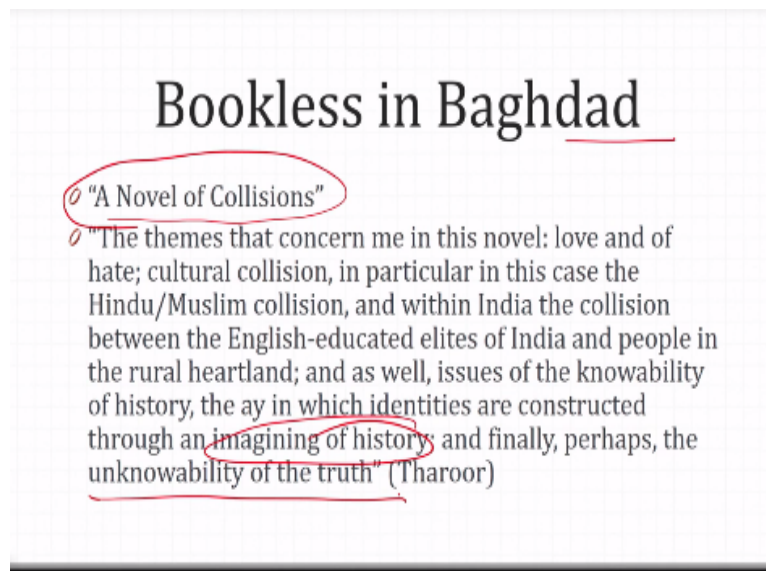 Bookless in Baghdad
“A Novel of Collisions”
“The themes that concern me in this novel: love and of
hate; cultural collision, in particular in this case the
Hindu/Muslim collision, and within India the collision
between the English-educated elites of India and people in
the rural heartland; and as well, issues of the knowability
of history, the ay in which identities are constructed
through an imagining of history; and finally, perhaps, the
unknowability of the truth” (Tharoor)